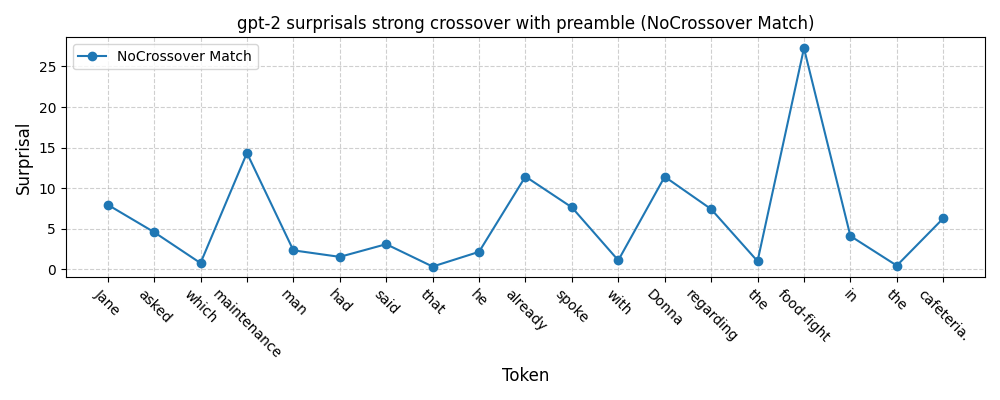 gpt-2 surprisals strong crossover with preamble (NoCrossover Match)
NoCrossover Match
Surprisal
25
20
15
10
5
0
Jane
asked
which
maintenance
man
had
said
that
he
already
spoke
with
Donna
regarding
the
food-fight
in
the
cafeteria.
Token